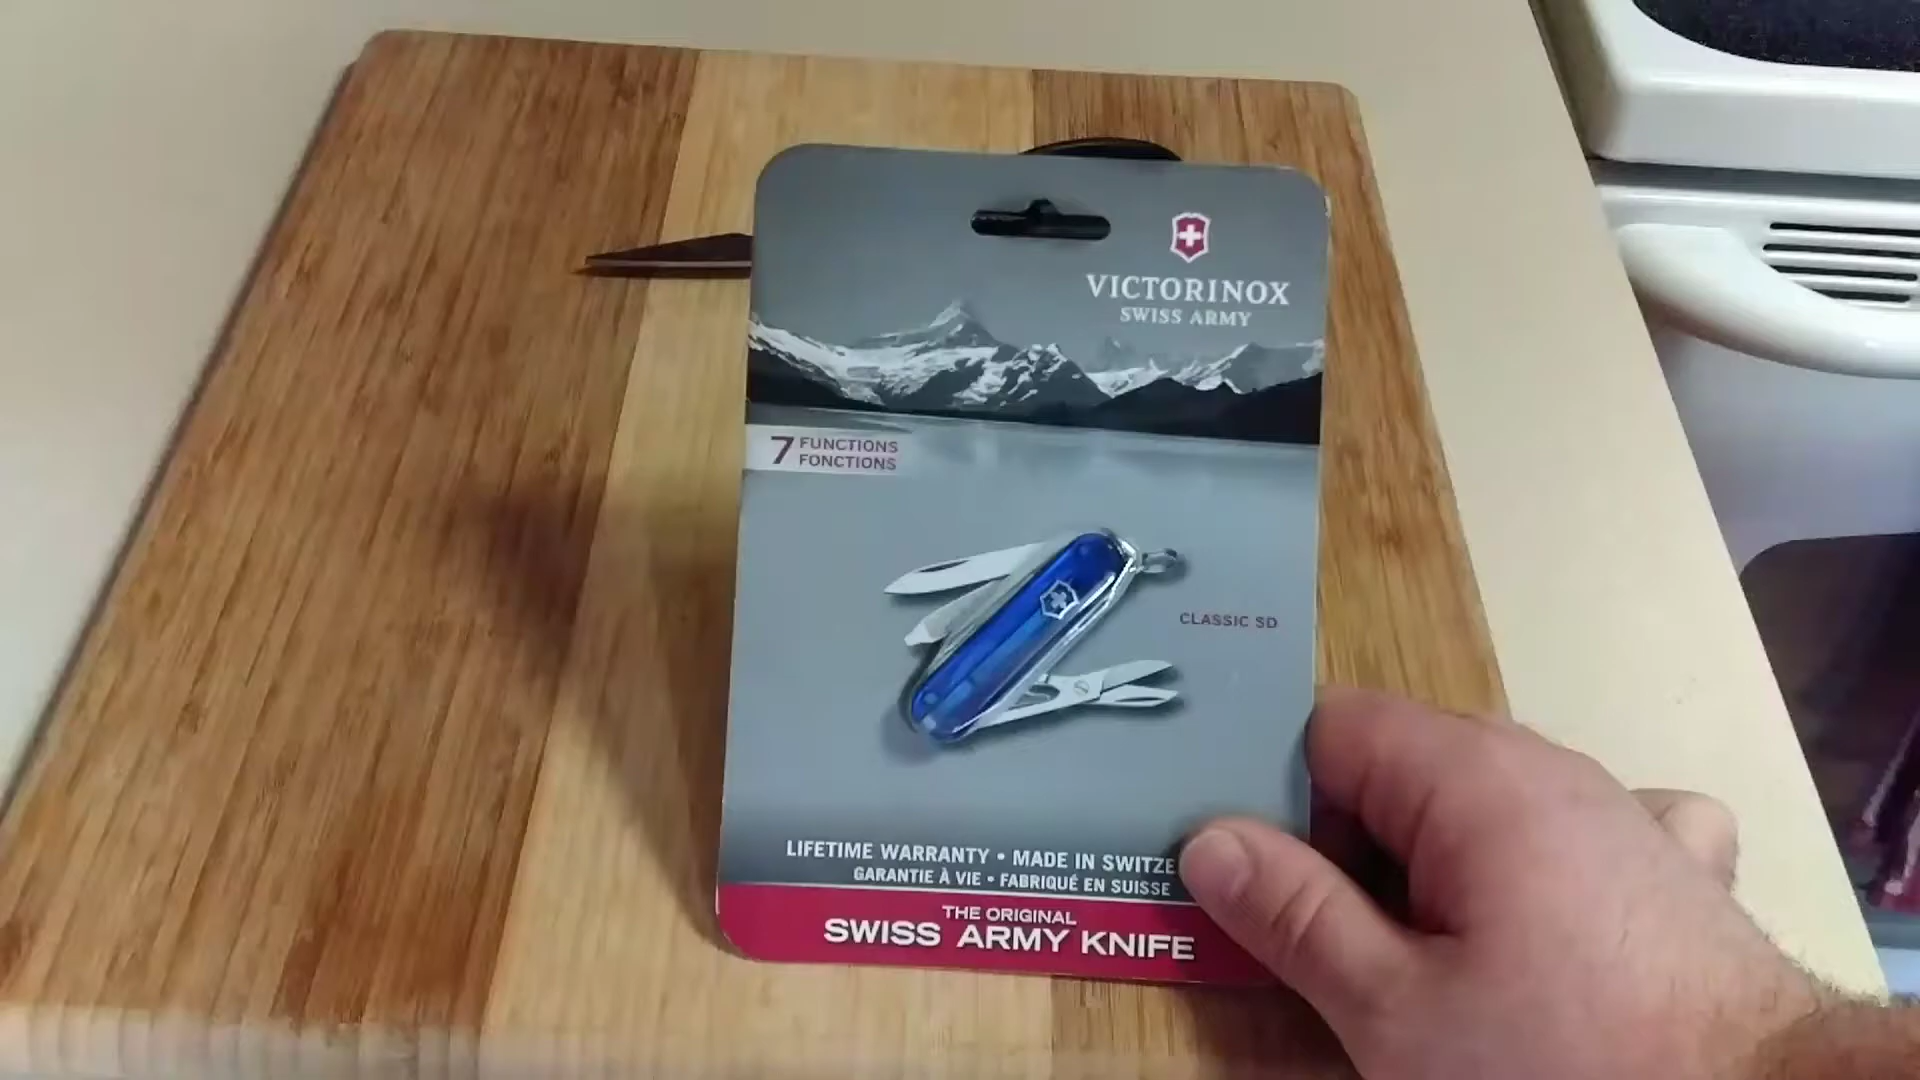 VICTORINOX
SWISS ARMY
7 FUNCTIONS
FONCTIONS
CLASSIC SD
LIFETIME WARRANTY • MADE IN SWITZE
GARANTIE À VIE • FABRIQUÉ EN SUISSE
THE ORIGINAL
SWISS ARMY KNIFE